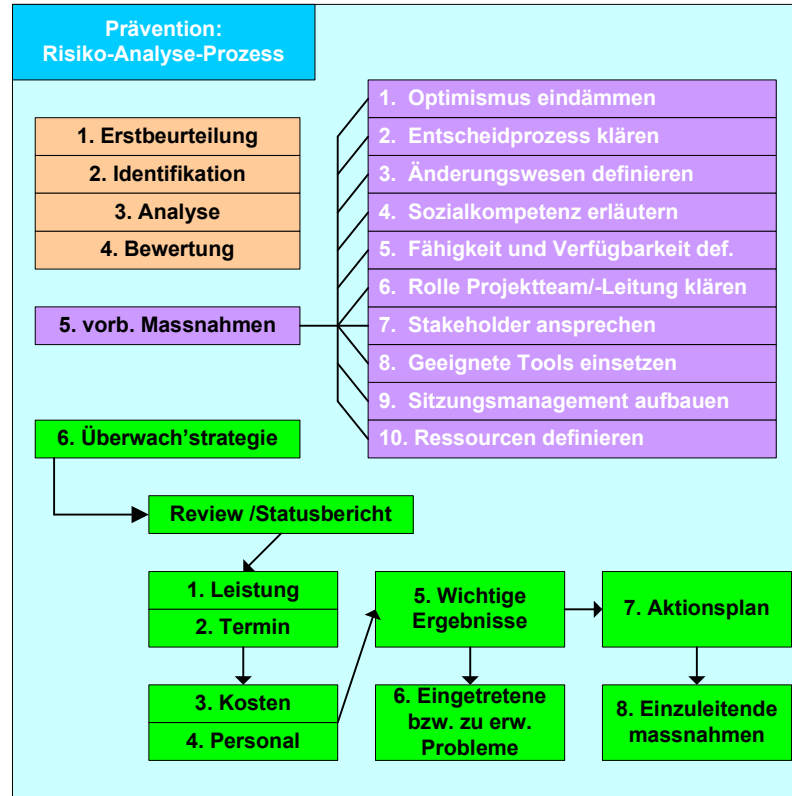 Prävention:
Risiko-Analyse-Prozess
1. Erstbeurteilung
2. Identifikation
3. Analyse
4. Bewertung
5. vorb. Massnahmen
1. Optimismus eindämmen
2. Entscheidprozess klären
3. Änderungswesen definieren
4. Sozialkompetenz erläutern
5. Fähigkeit und Verfügbarkeit def.
6. Rolle Projektteam/-Leitung klären
7. Stakeholder ansprechen
8. Geeignete Tools einsetzen
9. Sitzungsmanagement aufbauen
10. Ressourcen definieren
6. Überwach'strategie
Review /Statusbericht
1. Leistung
2. Termin
3. Kosten
4. Personal
5. Wichtige
Ergebnisse
6. Eingetretene
bzw. zu erw.
Probleme
7. Aktionsplan
8. Einzuleitende
massnahmen